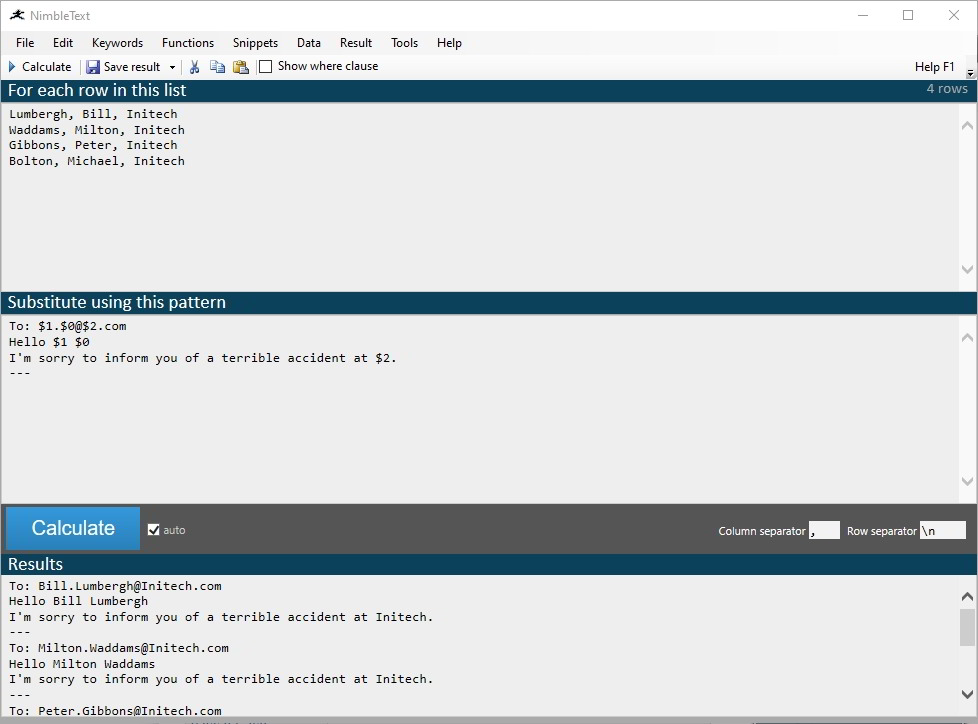 NimbleText
File Edit Keywords Functions Snippets Data Result Tools Help
Calculate Save result Show where clause Help F1
For each row in this list 4 rows
Lumbergh, Bill, Initech
Waddams, Milton, Initech
Gibbons, Peter, Initech
Bolton, Michael, Initech
Substitute using this pattern
To: $1.$0@$2.com
Hello $1 $0
I'm sorry to inform you of a terrible accident at $2.
---
Calculate auto Column separator , Row separator \n
Results
To: Bill.Lumbergh@Initech.com
Hello Bill Lumbergh
I'm sorry to inform you of a terrible accident at Initech.
---
To: Milton.Waddams@Initech.com
Hello Milton Waddams
I'm sorry to inform you of a terrible accident at Initech.
---
To: Peter.Gibbons@Initech.com